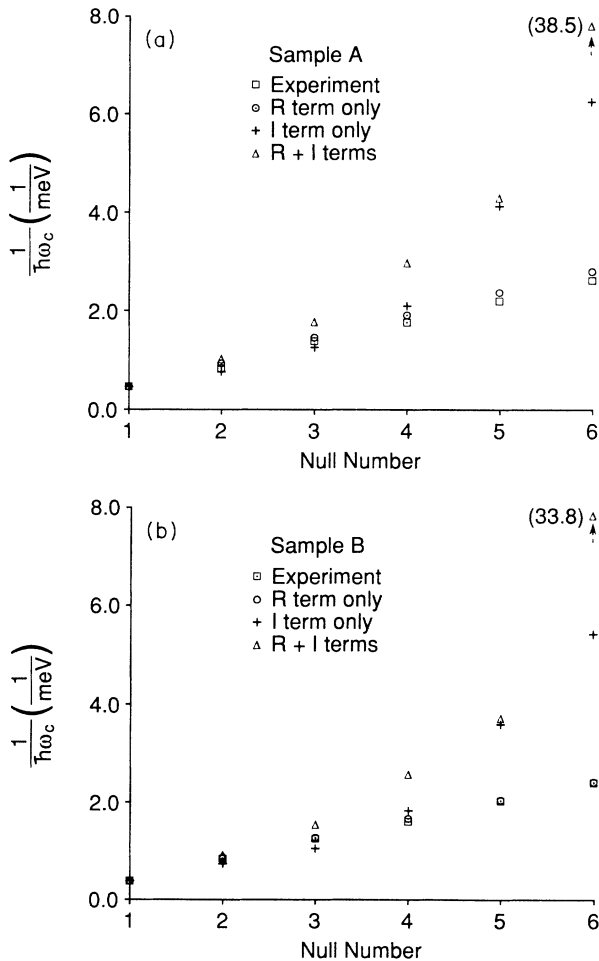 (a)
Sample A
□ Experiment
⊙ R term only
+ I term only
△ R + I terms
(38.5)
8.0
6.0
4.0
2.0
0.0
1/ħω_c (1/meV)
1 2 3 4 5 6
Null Number
(b)
Sample B
⊡ Experiment
○ R term only
+ I term only
△ R + I terms
(33.8)
8.0
6.0
4.0
2.0
0.0
1/ħω_c (1/meV)
1 2 3 4 5 6
Null Number